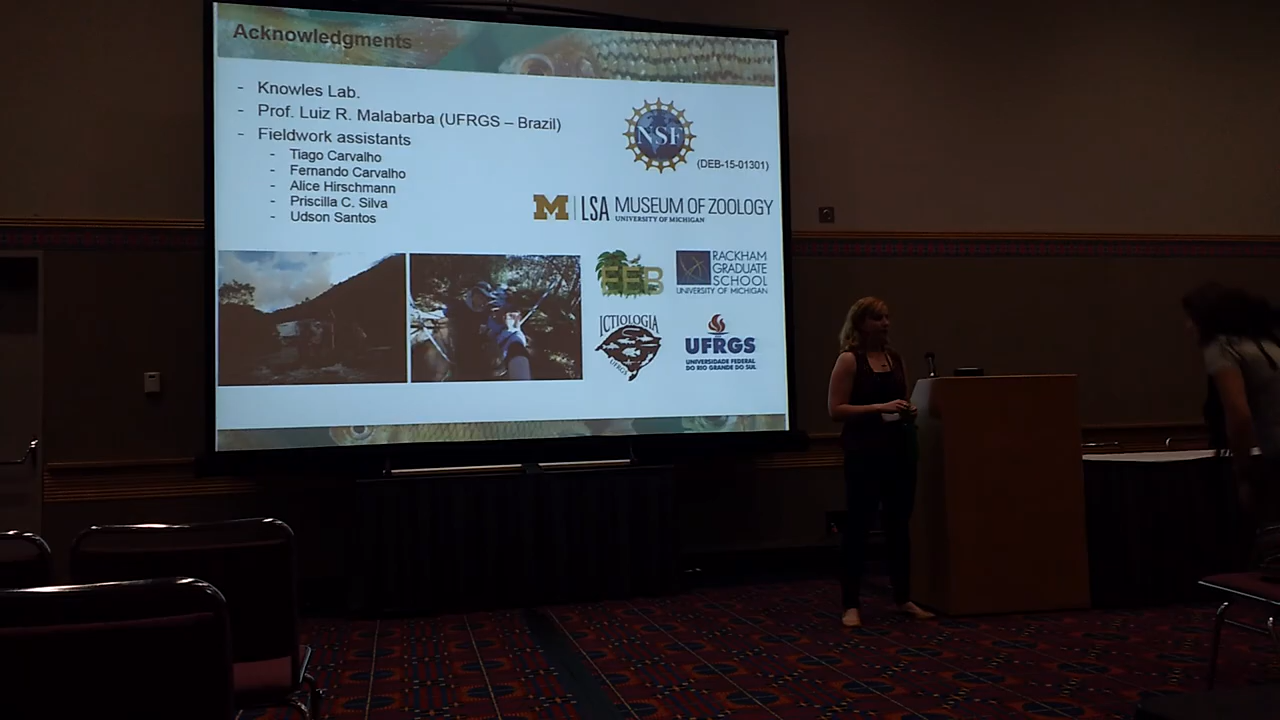 Acknowledgments
- Knowles Lab.
- Prof. Luiz R. Malabarba (UFRGS – Brazil)
- Fieldwork assistants
- Tiago Carvalho
- Fernando Carvalho
- Alice Hirschmann
- Priscilla C. Silva
- Udson Santos
NSF
(DEB-15-01301)
M LSA MUSEUM OF ZOOLOGY
UNIVERSITY OF MICHIGAN
EEB
RACKHAM
GRADUATE
SCHOOL
UNIVERSITY OF MICHIGAN
ICTIOLOGIA
UFRGS
UFRGS
UNIVERSIDADE FEDERAL
DO RIO GRANDE DO SUL